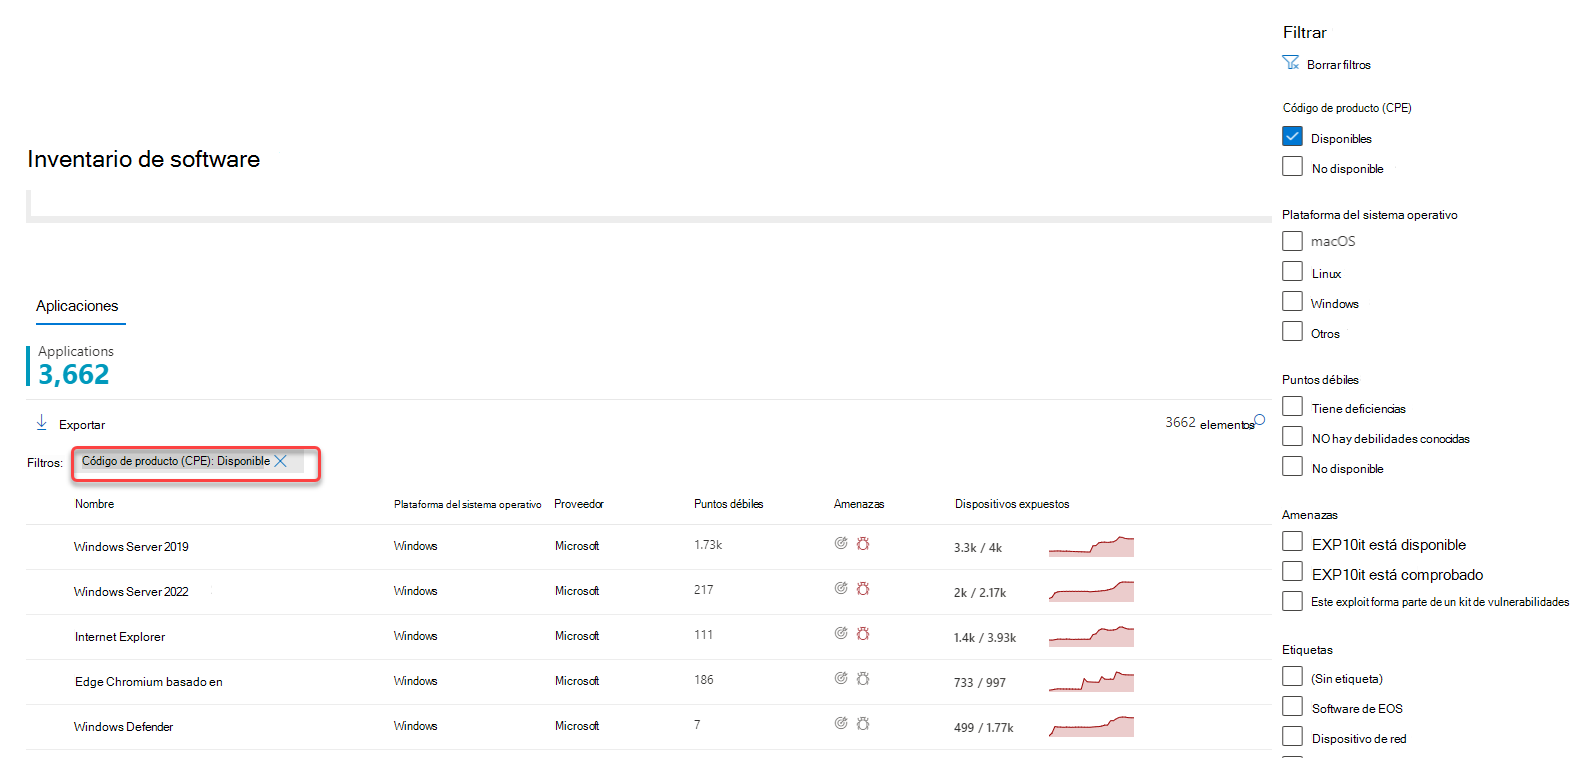 Inventario de software
Aplicaciones
Applications
3,662
Exportar
3662 elementos
Filtros: Código de producto (CPE): Disponible
Nombre Plataforma del sistema operativo Proveedor Puntos débiles Amenazas Dispositivos expuestos
Windows Server 2019 Windows Microsoft 1.73k 3.3k / 4k
Windows Server 2022 Windows Microsoft 217 2k / 2.17k
Internet Explorer Windows Microsoft 111 1.4k / 3.93k
Edge Chromium basado en Windows Microsoft 186 733 / 997
Windows Defender Windows Microsoft 7 499 / 1.77k
Filtrar
Borrar filtros
Código de producto (CPE)
Disponibles
No disponible
Plataforma del sistema operativo
macOS
Linux
Windows
Otros
Puntos débiles
Tiene deficiencias
NO hay debilidades conocidas
No disponible
Amenazas
EXP10it está disponible
EXP10it está comprobado
Este exploit forma parte de un kit de vulnerabilidades
Etiquetas
(Sin etiqueta)
Software de EOS
Dispositivo de red